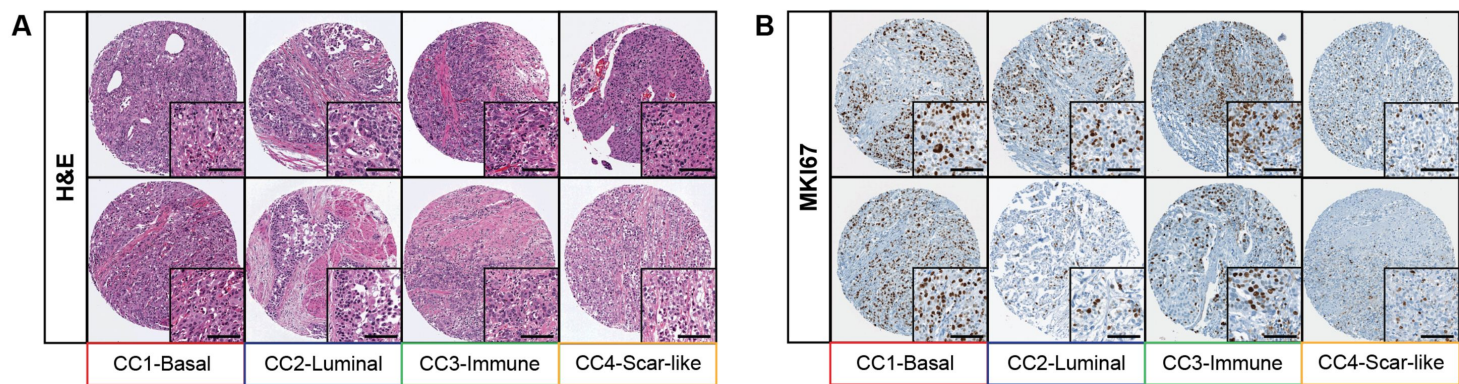 A
H&E
CC1-Basal
CC2-Luminal
CC3-Immune
CC4-Scar-like
B
MKI67
CC1-Basal
CC2-Luminal
CC3-Immune
CC4-Scar-like